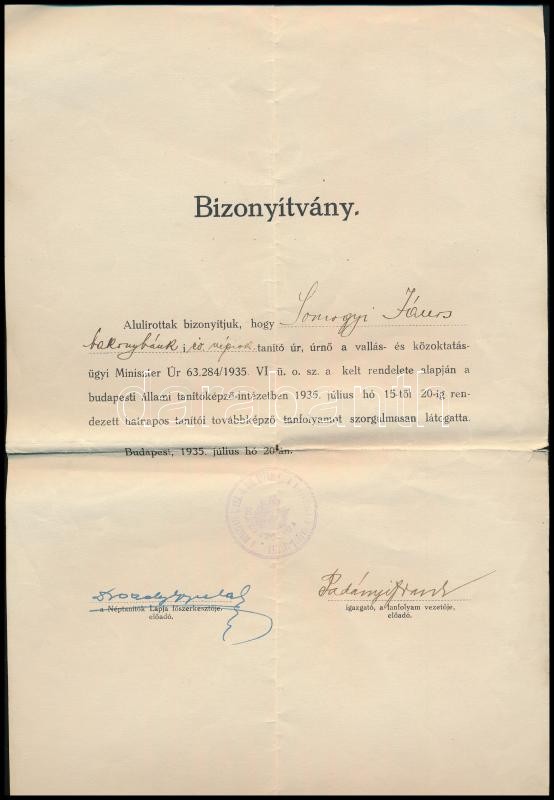 Bizonyítvány.
Alulirottak bizonyítjuk, hogy Somogyi János
bakonybánki tanító úr, úrnő a vallás- és közoktatás-
ügyi Miniszter Úr 63.284/1935. VI. ü. o. sz. a kelt rendelete alapján a
budapesti állami tanítóképző-intézetben 1935. július hó 15-től 20-ig ren-
dezett hatnapos tanítói továbbképző tanfolyamot szorgalmasan látogatta.
Budapest, 1935. július hó 20-án.
darabanth
a Néptanítók Lapja főszerkesztője,
előadó.
igazgató, a tanfolyam vezetője,
előadó.